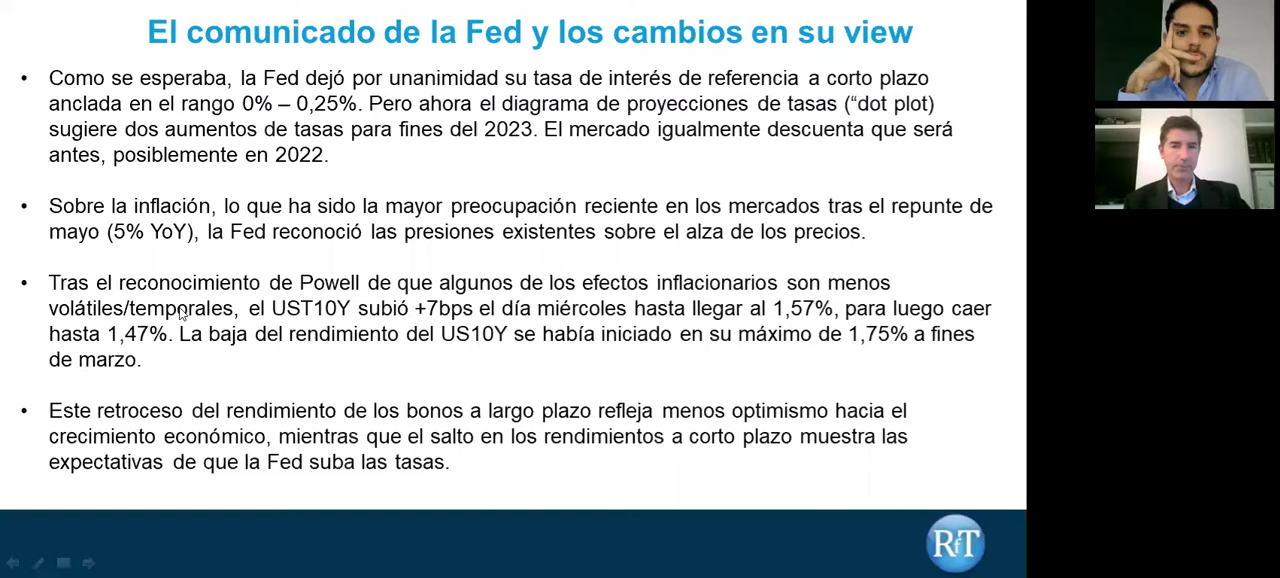 El comunicado de la Fed y los cambios en su view
• Como se esperaba, la Fed dejó por unanimidad su tasa de interés de referencia a corto plazo
anclada en el rango 0% – 0,25%. Pero ahora el diagrama de proyecciones de tasas (“dot plot)
sugiere dos aumentos de tasas para fines del 2023. El mercado igualmente descuenta que será
antes, posiblemente en 2022.
• Sobre la inflación, lo que ha sido la mayor preocupación reciente en los mercados tras el repunte de
mayo (5% YoY), la Fed reconoció las presiones existentes sobre el alza de los precios.
• Tras el reconocimiento de Powell de que algunos de los efectos inflacionarios son menos
volátiles/temporales, el UST10Y subió +7bps el día miércoles hasta llegar al 1,57%, para luego caer
hasta 1,47%. La baja del rendimiento del US10Y se había iniciado en su máximo de 1,75% a fines
de marzo.
• Este retroceso del rendimiento de los bonos a largo plazo refleja menos optimismo hacia el
crecimiento económico, mientras que el salto en los rendimientos a corto plazo muestra las
expectativas de que la Fed suba las tasas.
RfT